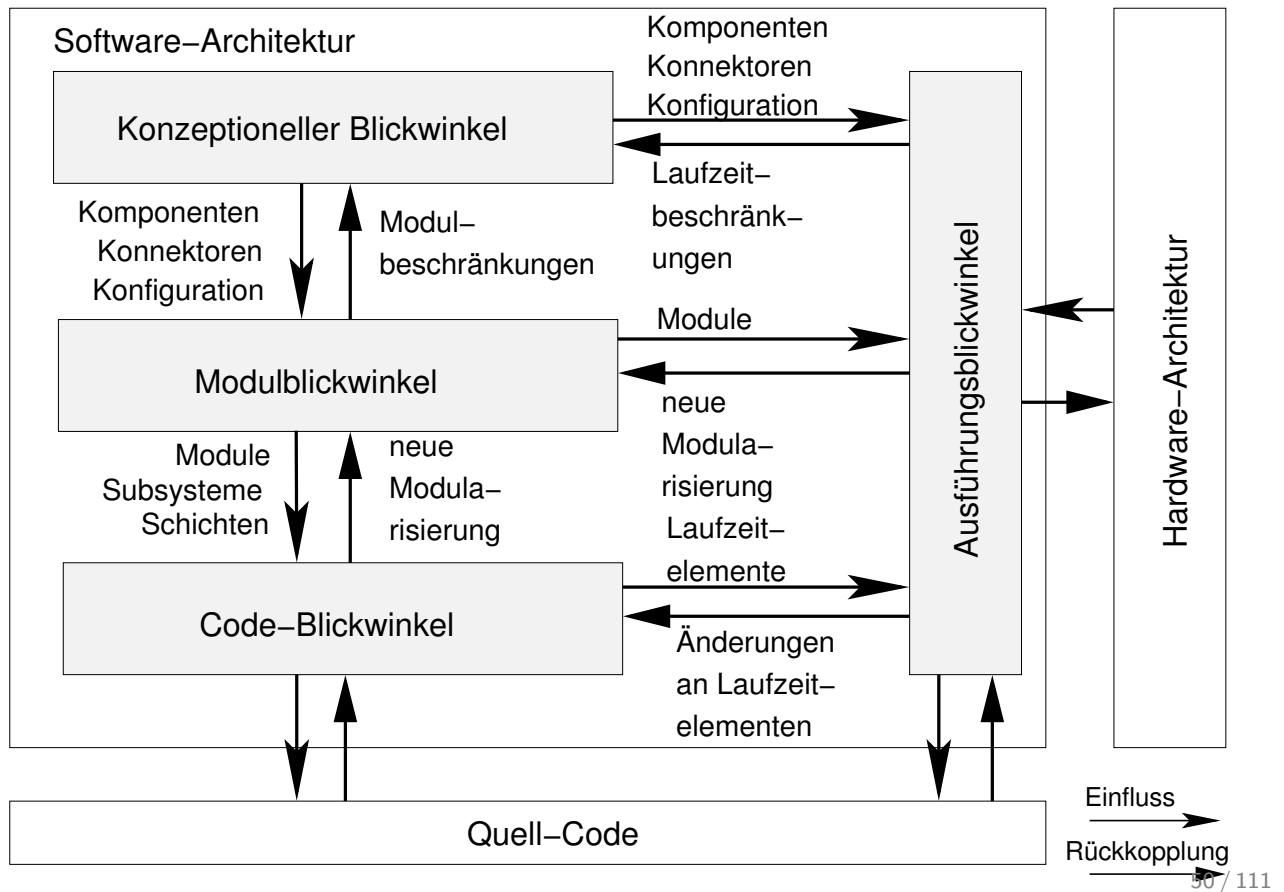 Software–Architektur
Komponenten
Konnektoren
Konfiguration
Konzeptioneller Blickwinkel
Laufzeit–
beschränk–
ungen
Komponenten
Konnektoren
Konfiguration
Modul–
beschränkungen
Module
Modulblickwinkel
neue
Modula–
risierung
Module
Subsysteme
Schichten
neue
Modula–
risierung
Laufzeit–
elemente
Code–Blickwinkel
Änderungen
an Laufzeit–
elementen
Ausführungsblickwinkel
Hardware–Architektur
Quell–Code
Einfluss
Rückkopplung
50 / 111